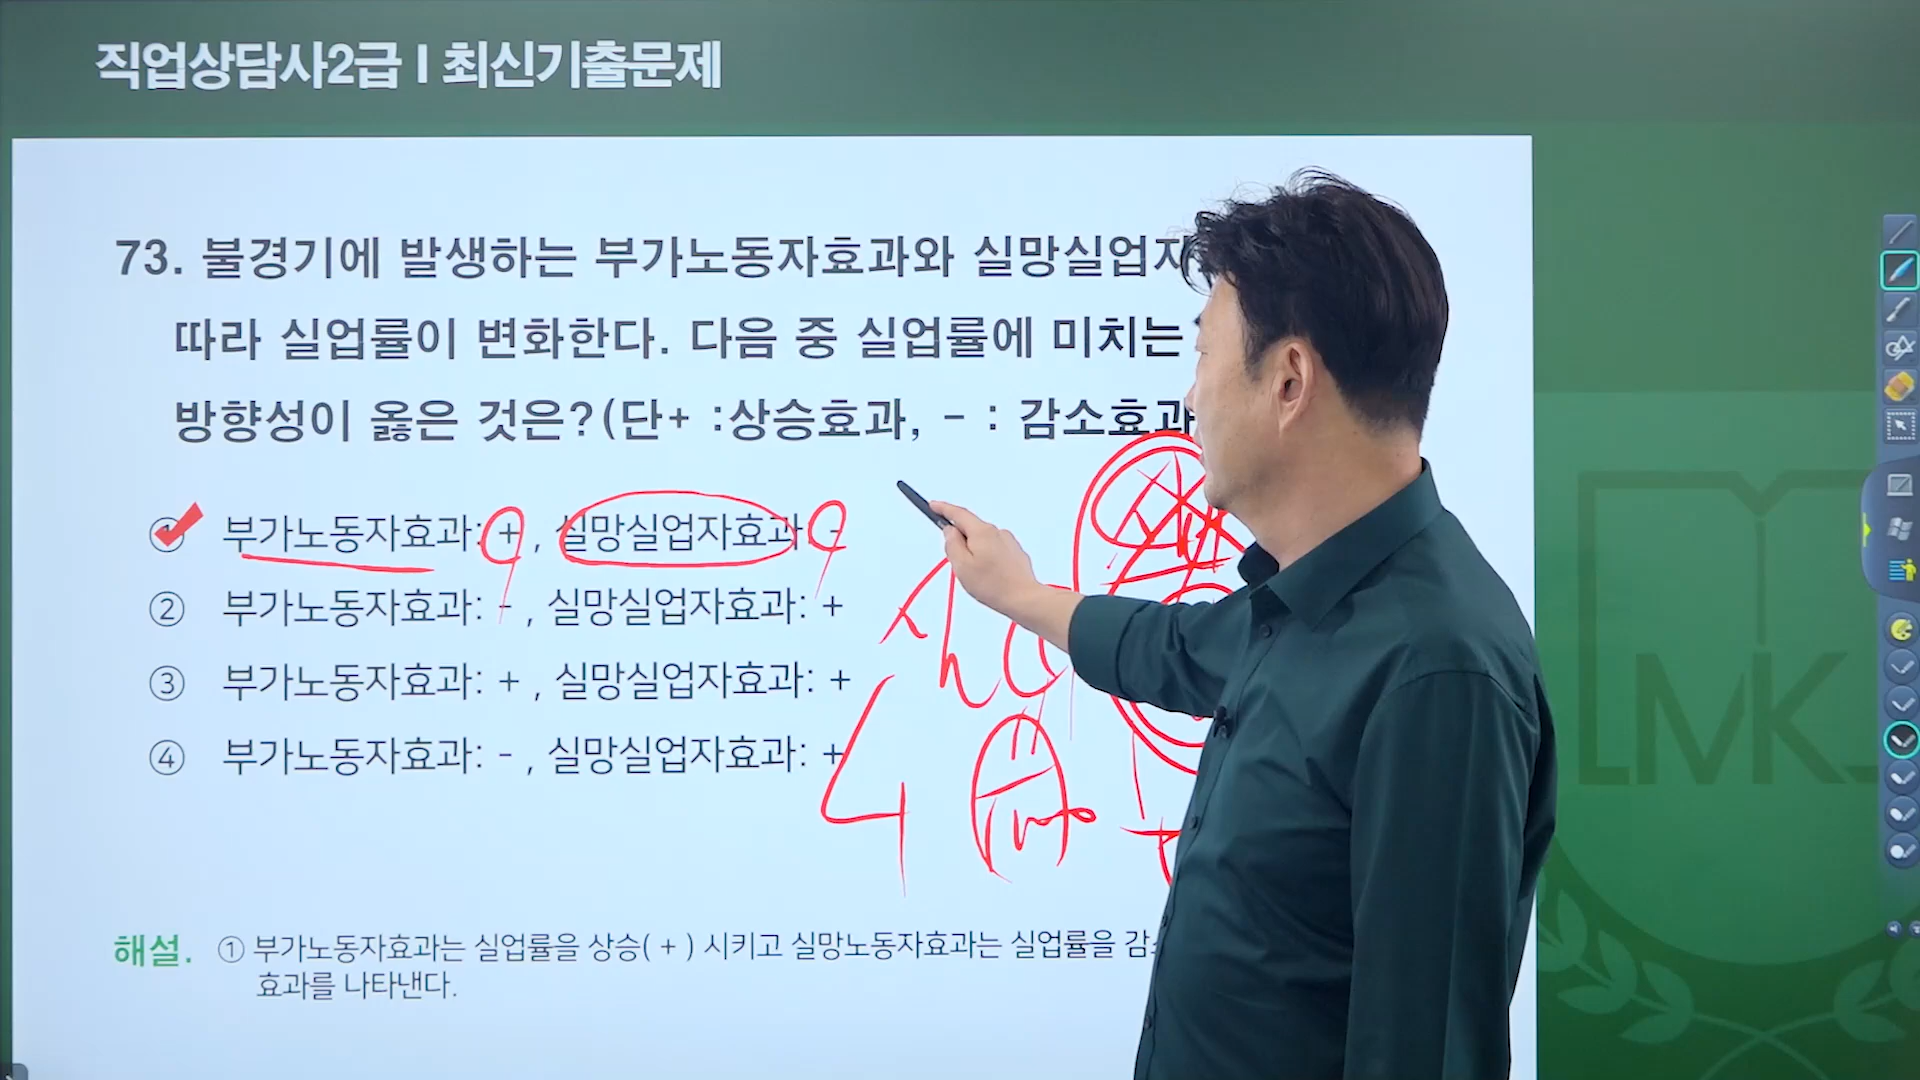 직업상담사2급 I 최신기출문제
73. 불경기에 발생하는 부가노동자효과와 실망실업자
따라 실업률이 변화한다. 다음 중 실업률에 미치는
방향성이 옳은 것은?(단+ :상승효과, - : 감소효과
① 부가노동자효과: + , 실망실업자효과: -
② 부가노동자효과: - , 실망실업자효과: +
③ 부가노동자효과: + , 실망실업자효과: +
④ 부가노동자효과: - , 실망실업자효과: +
해설. ① 부가노동자효과는 실업률을 상승( + ) 시키고 실망노동자효과는 실업률을 감소
효과를 나타낸다.
MK